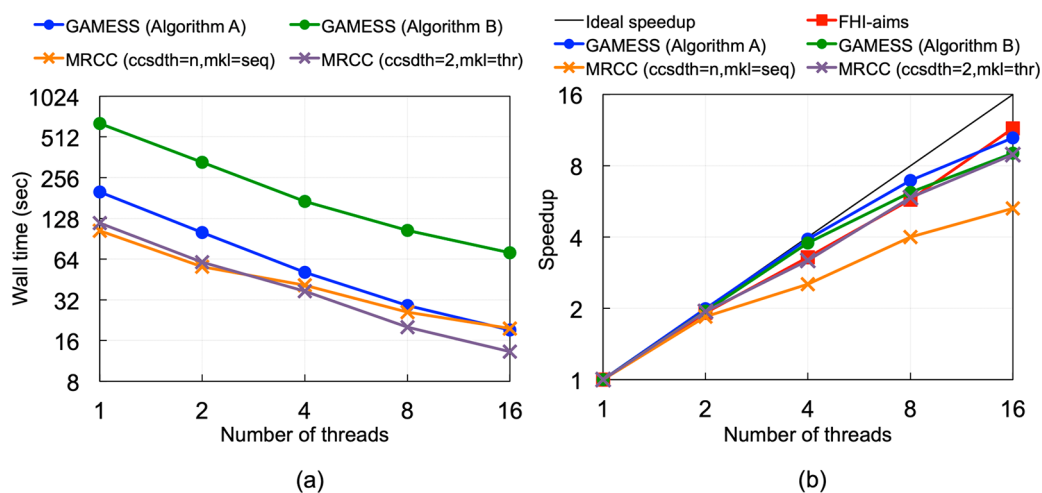 GAMESS (Algorithm A)
GAMESS (Algorithm B)
MRCC (ccsdth=n,mkl=seq)
MRCC (ccsdth=2,mkl=thr)
1024
512
256
128
64
32
16
8
Wall time (sec)
1 2 4 8 16
Number of threads
(a)
Ideal speedup
FHI-aims
GAMESS (Algorithm A)
GAMESS (Algorithm B)
MRCC (ccsdth=n,mkl=seq)
MRCC (ccsdth=2,mkl=thr)
16
8
4
2
1
Speedup
1 2 4 8 16
Number of threads
(b)